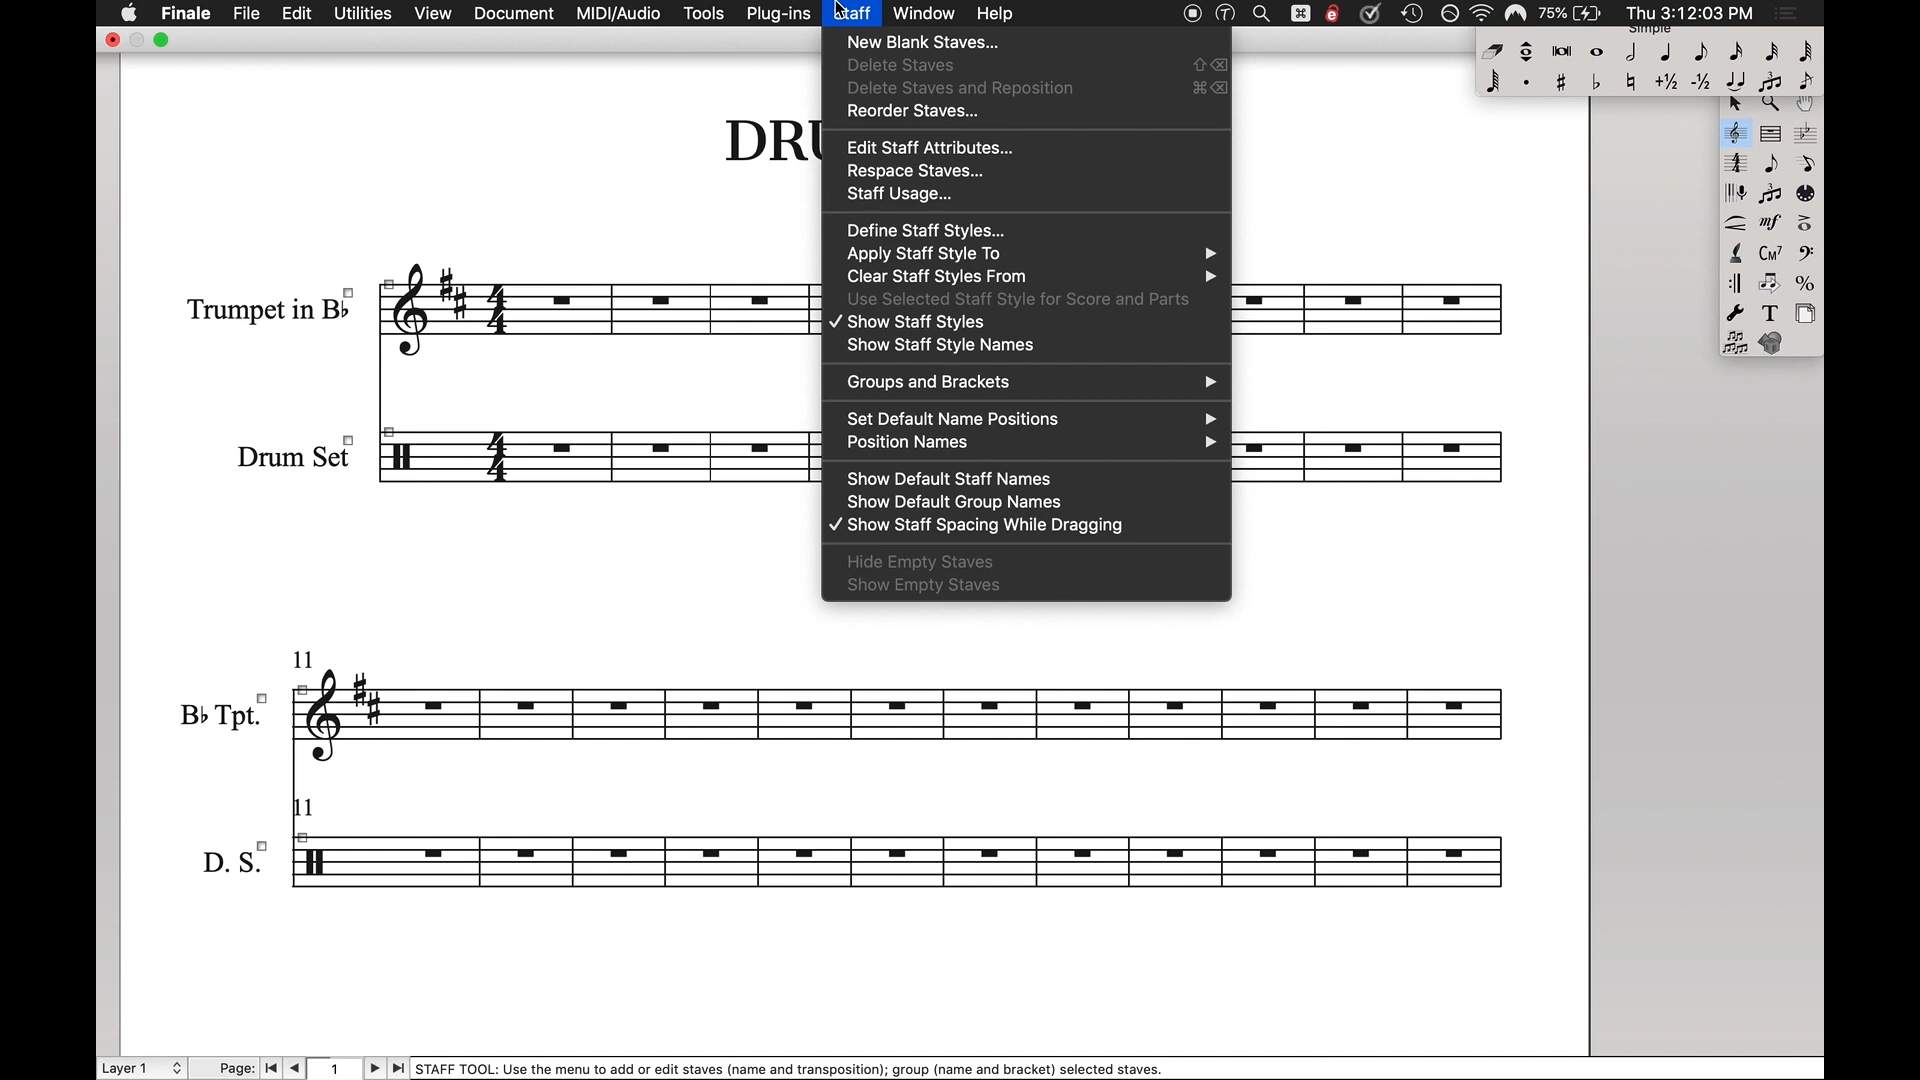 Finale File Edit Utilities View Document MIDI/Audio Tools Plug-ins Staff Window Help 75% Thu 3:12:03 PM
Simple
New Blank Staves...
Delete Staves
Delete Staves and Reposition
Reorder Staves...
Edit Staff Attributes...
Respace Staves...
Staff Usage...
Define Staff Styles...
Apply Staff Style To
Clear Staff Styles From
Use Selected Staff Style for Score and Parts
Show Staff Styles
Show Staff Style Names
Groups and Brackets
Set Default Name Positions
Position Names
Show Default Staff Names
Show Default Group Names
Show Staff Spacing While Dragging
Hide Empty Staves
Show Empty Staves
Trumpet in B♭
Drum Set
11
B♭ Tpt.
11
D. S.
+½ -½
mf
CM7
%
T
Layer 1 Page: 1 STAFF TOOL: Use the menu to add or edit staves (name and transposition); group (name and bracket) selected staves.